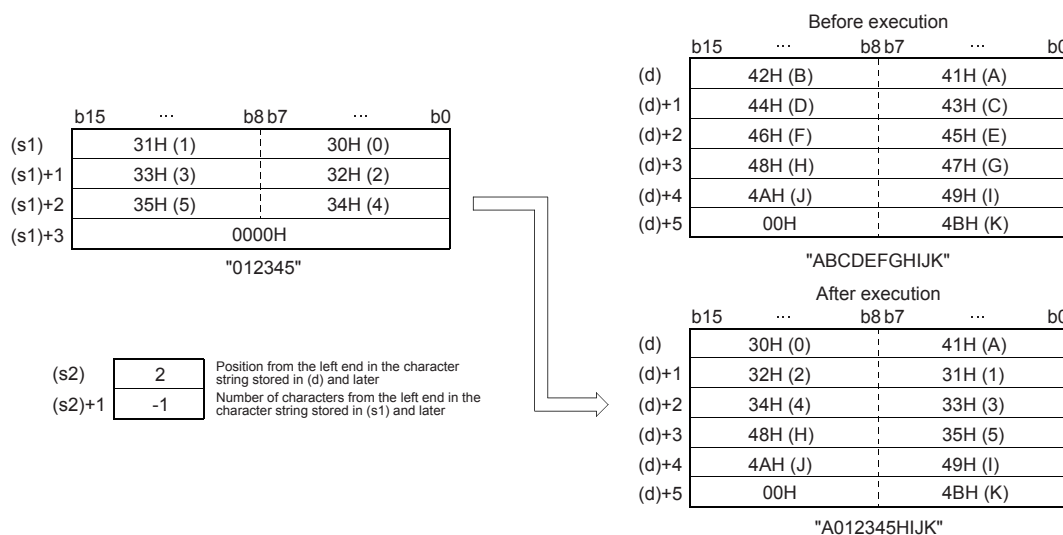 Before execution
b15 ... b8 b7 ... b0
(d) 42H (B) 41H (A)
(d)+1 44H (D) 43H (C)
(d)+2 46H (F) 45H (E)
(d)+3 48H (H) 47H (G)
(d)+4 4AH (J) 49H (I)
(d)+5 00H 4BH (K)
"ABCDEFGHIJK"
b15 ... b8 b7 ... b0
(s1) 31H (1) 30H (0)
(s1)+1 33H (3) 32H (2)
(s1)+2 35H (5) 34H (4)
(s1)+3 0000H
"012345"
(s2) 2 Position from the left end in the character
string stored in (d) and later
(s2)+1 -1 Number of characters from the left end in the
character string stored in (s1) and later
After execution
b15 ... b8 b7 ... b0
(d) 30H (0) 41H (A)
(d)+1 32H (2) 31H (1)
(d)+2 34H (4) 33H (3)
(d)+3 48H (H) 35H (5)
(d)+4 4AH (J) 49H (I)
(d)+5 00H 4BH (K)
"A012345HIJK"